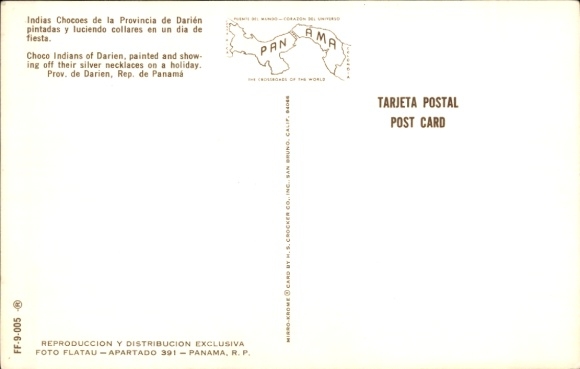 Indias Chocoes de la Provincia de Darién
pintadas y luciendo collares en un dia de
fiesta.
Choco Indians of Darien, painted and show-
ing off their silver necklaces on a holiday.
Prov. de Darien, Rep. de Panamá
PUENTE DEL MUNDO - CORAZON DEL UNIVERSO
PANAMA
THE CROSSROADS OF THE WORLD
TARJETA POSTAL
POST CARD
MIRRO-KROME ® CARD BY H. S. CROCKER CO., INC., SAN BRUNO, CALIF. 94066
FF-9-005
REPRODUCCION Y DISTRIBUCION EXCLUSIVA
FOTO FLATAU — APARTADO 391 — PANAMA, R. P.